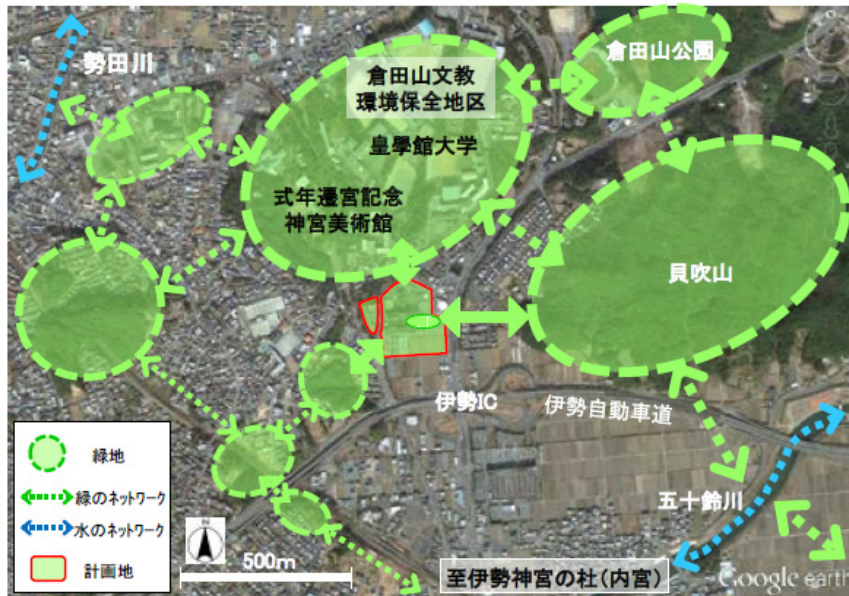 勢田川
倉田山公園
倉田山文教
環境保全地区
皇學館大学
式年遷宮記念
神宮美術館
貝吹山
伊勢IC
伊勢自動車道
五十鈴川
緑地
緑のネットワーク
水のネットワーク
計画地
N
500m
至伊勢神宮の杜(内宮)
Google earth